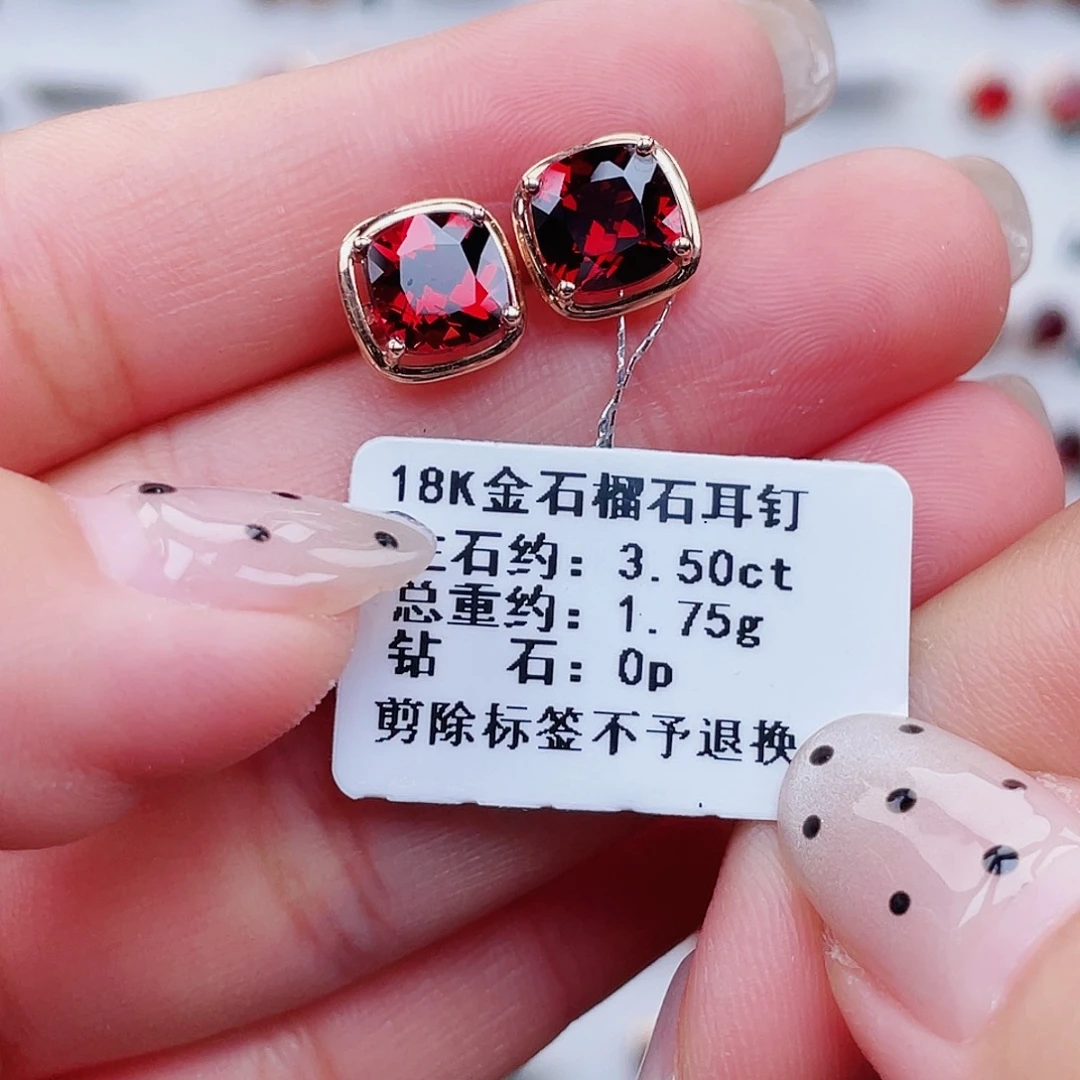 18K金石榴石耳钉
石约：3.50ct
总重约：1.75g
钻 石：0p
剪除标签不予退换